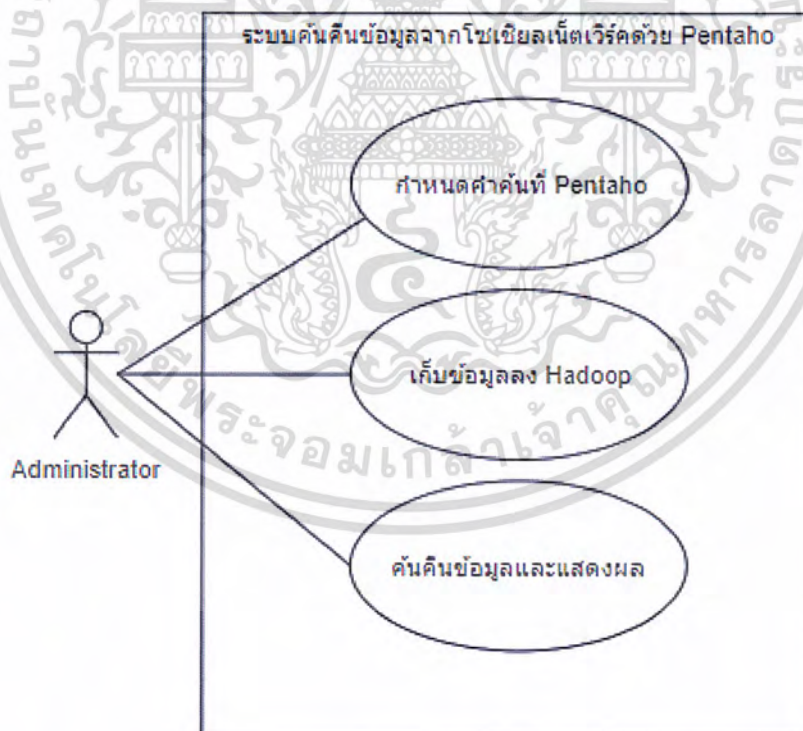 ระบบค้นคืนข้อมูลจากโซเชียลเน็ตเวิร์คด้วย Pentaho
กำหนดคำค้นที่ Pentaho
เก็บข้อมูลลง Hadoop
Administrator
ค้นคืนข้อมูลและแสดงผล